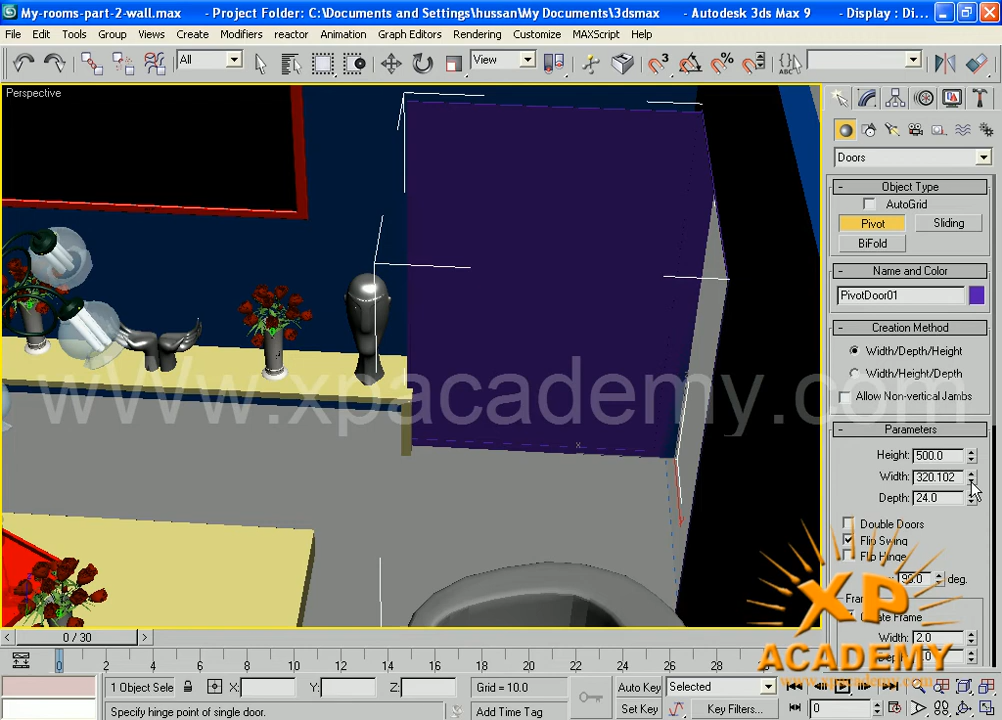 My-rooms-part-2-wall.max - Project Folder: C:\Documents and Settings\hussan\My Documents\3dsmax - Autodesk 3ds Max 9 - Display : Di...
File Edit Tools Group Views Create Modifiers reactor Animation Graph Editors Rendering Customize MAXScript Help
All View
Perspective
Doors
- Object Type
AutoGrid
Pivot Sliding
BiFold
- Name and Color
PivotDoor01
- Creation Method
Width/Depth/Height
Width/Height/Depth
Allow Non-vertical Jambs
- Parameters
Height: 500.0
Width: 320.102
Depth: 24.0
Double Doors
Flip Swing
Flip Hinge
deg.
Width: 2.0
wWw.xpacademy.com
XP
ACADEMY
www.xpacademy.com
< 0 / 30 >
0 2 4 6 8 10 12 14 16 18 20 22 24 26 28
1 Object Sele X: Y: Z: Grid = 10.0 Auto Key Selected
Specify hinge point of single door. Add Time Tag Set Key Key Filters... 0